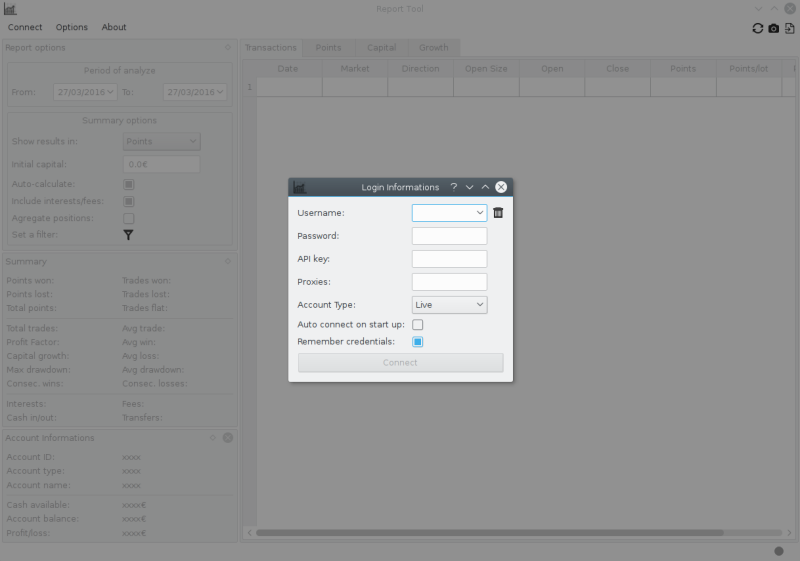 Report Tool
Connect Options About
Report options
Period of analyze
From: 27/03/2016 To: 27/03/2016
Summary options
Show results in: Points
Initial capital: 0.0€
Auto-calculate:
Include interests/fees:
Agregate positions:
Set a filter:
Summary
Points won: Trades won:
Points lost: Trades lost:
Total points: Trades flat:
Total trades: Avg trade:
Profit Factor: Avg win:
Capital growth: Avg loss:
Max drawdown: Avg drawdown:
Consec. wins: Consec. losses:
Interests: Fees:
Cash in/out: Transfers:
Account Informations
Account ID: xxxx
Account type: xxxx
Account name: xxxx
Cash available: xxxx€
Account balance: xxxx€
Profit/loss: xxxx€
Transactions Points Capital Growth
Date Market Direction Open Size Open Close Points Points/lot
1
Login Informations
Username:
Password:
API key:
Proxies:
Account Type: Live
Auto connect on start up:
Remember credentials:
Connect